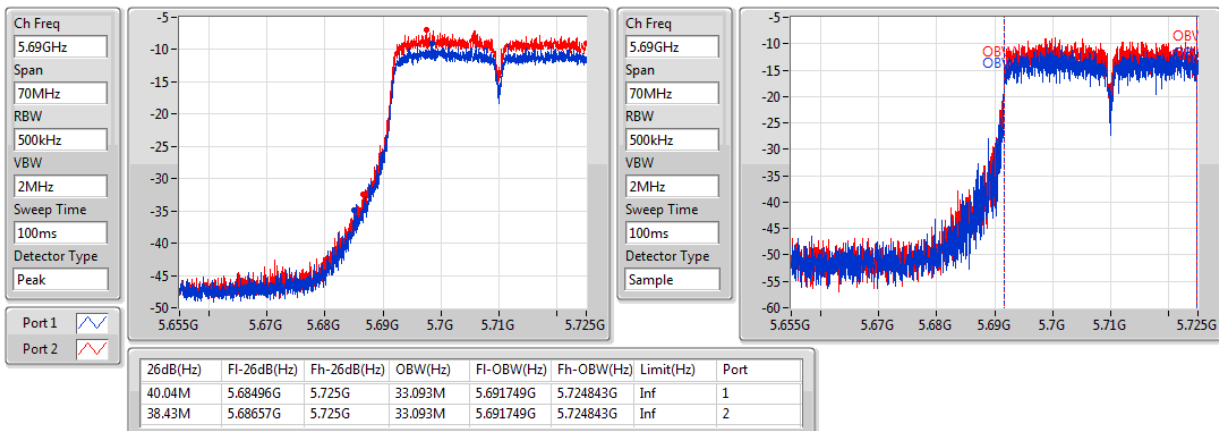 Ch Freq
5.69GHz
Span
70MHz
RBW
500kHz
VBW
2MHz
Sweep Time
100ms
Detector Type
Peak
Port 1
Port 2
-5
-10
-15
-20
-25
-30
-35
-40
-45
-50
5.655G 5.67G 5.68G 5.69G 5.7G 5.71G 5.725G
Ch Freq
5.69GHz
Span
70MHz
RBW
500kHz
VBW
2MHz
Sweep Time
100ms
Detector Type
Sample
-5
-10
-15
-20
-25
-30
-35
-40
-45
-50
-55
-60
OBV
OBV
5.655G 5.67G 5.68G 5.69G 5.7G 5.71G 5.725G
26dB(Hz) Fl-26dB(Hz) Fh-26dB(Hz) OBW(Hz) Fl-OBW(Hz) Fh-OBW(Hz) Limit(Hz) Port
40.04M 5.68496G 5.725G 33.093M 5.691749G 5.724843G Inf 1
38.43M 5.68657G 5.725G 33.093M 5.691749G 5.724843G Inf 2